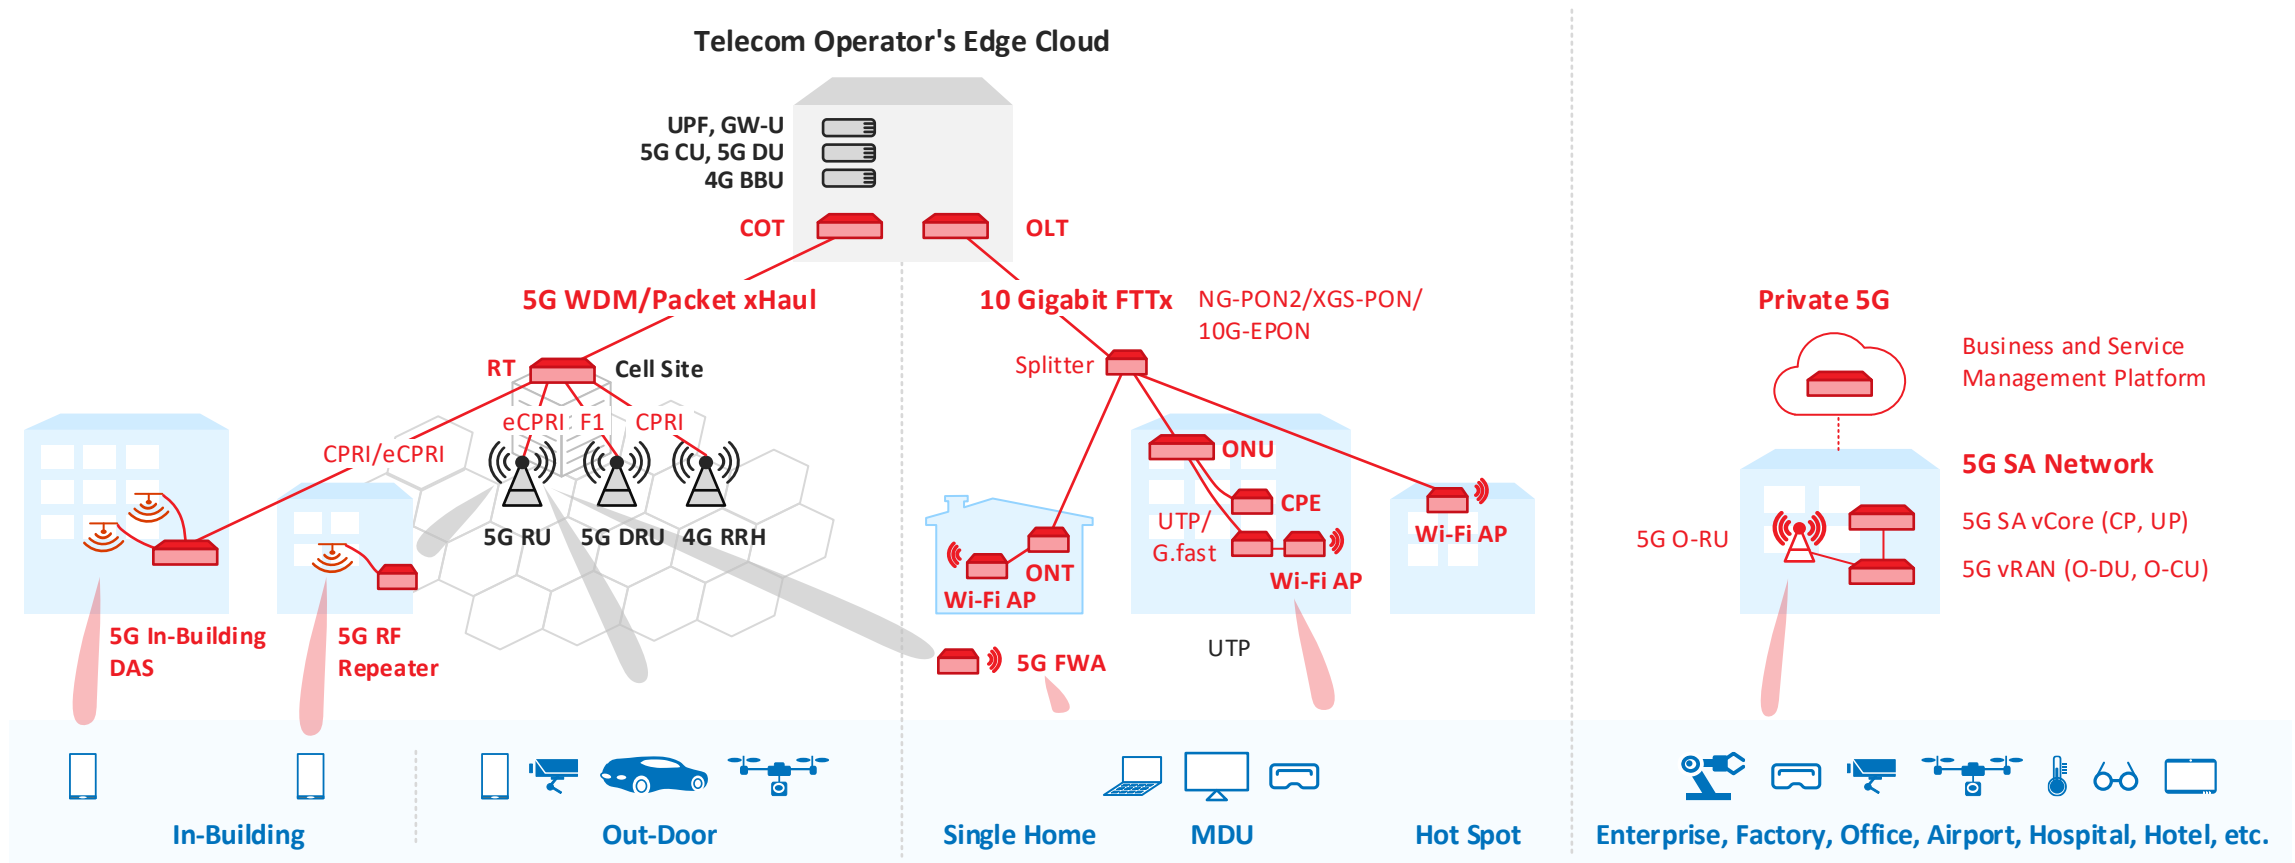 Telecom Operator's Edge Cloud
UPF, GW-U
5G CU, 5G DU
4G BBU
COT
OLT
5G WDM/Packet xHaul
10 Gigabit FTTx
NG-PON2/XGS-PON/
10G-EPON
Private 5G
RT
Cell Site
Splitter
Business and Service
Management Platform
eCPRI
F1
CPRI
CPRI/eCPRI
ONU
5G SA Network
CPE
5G RU
5G DRU
4G RRH
UTP/
G.fast
Wi-Fi AP
5G O-RU
5G SA vCore (CP, UP)
ONT
Wi-Fi AP
Wi-Fi AP
5G vRAN (O-DU, O-CU)
5G In-Building
DAS
5G RF
Repeater
5G FWA
UTP
In-Building
Out-Door
Single Home
MDU
Hot Spot
Enterprise, Factory, Office, Airport, Hospital, Hotel, etc.